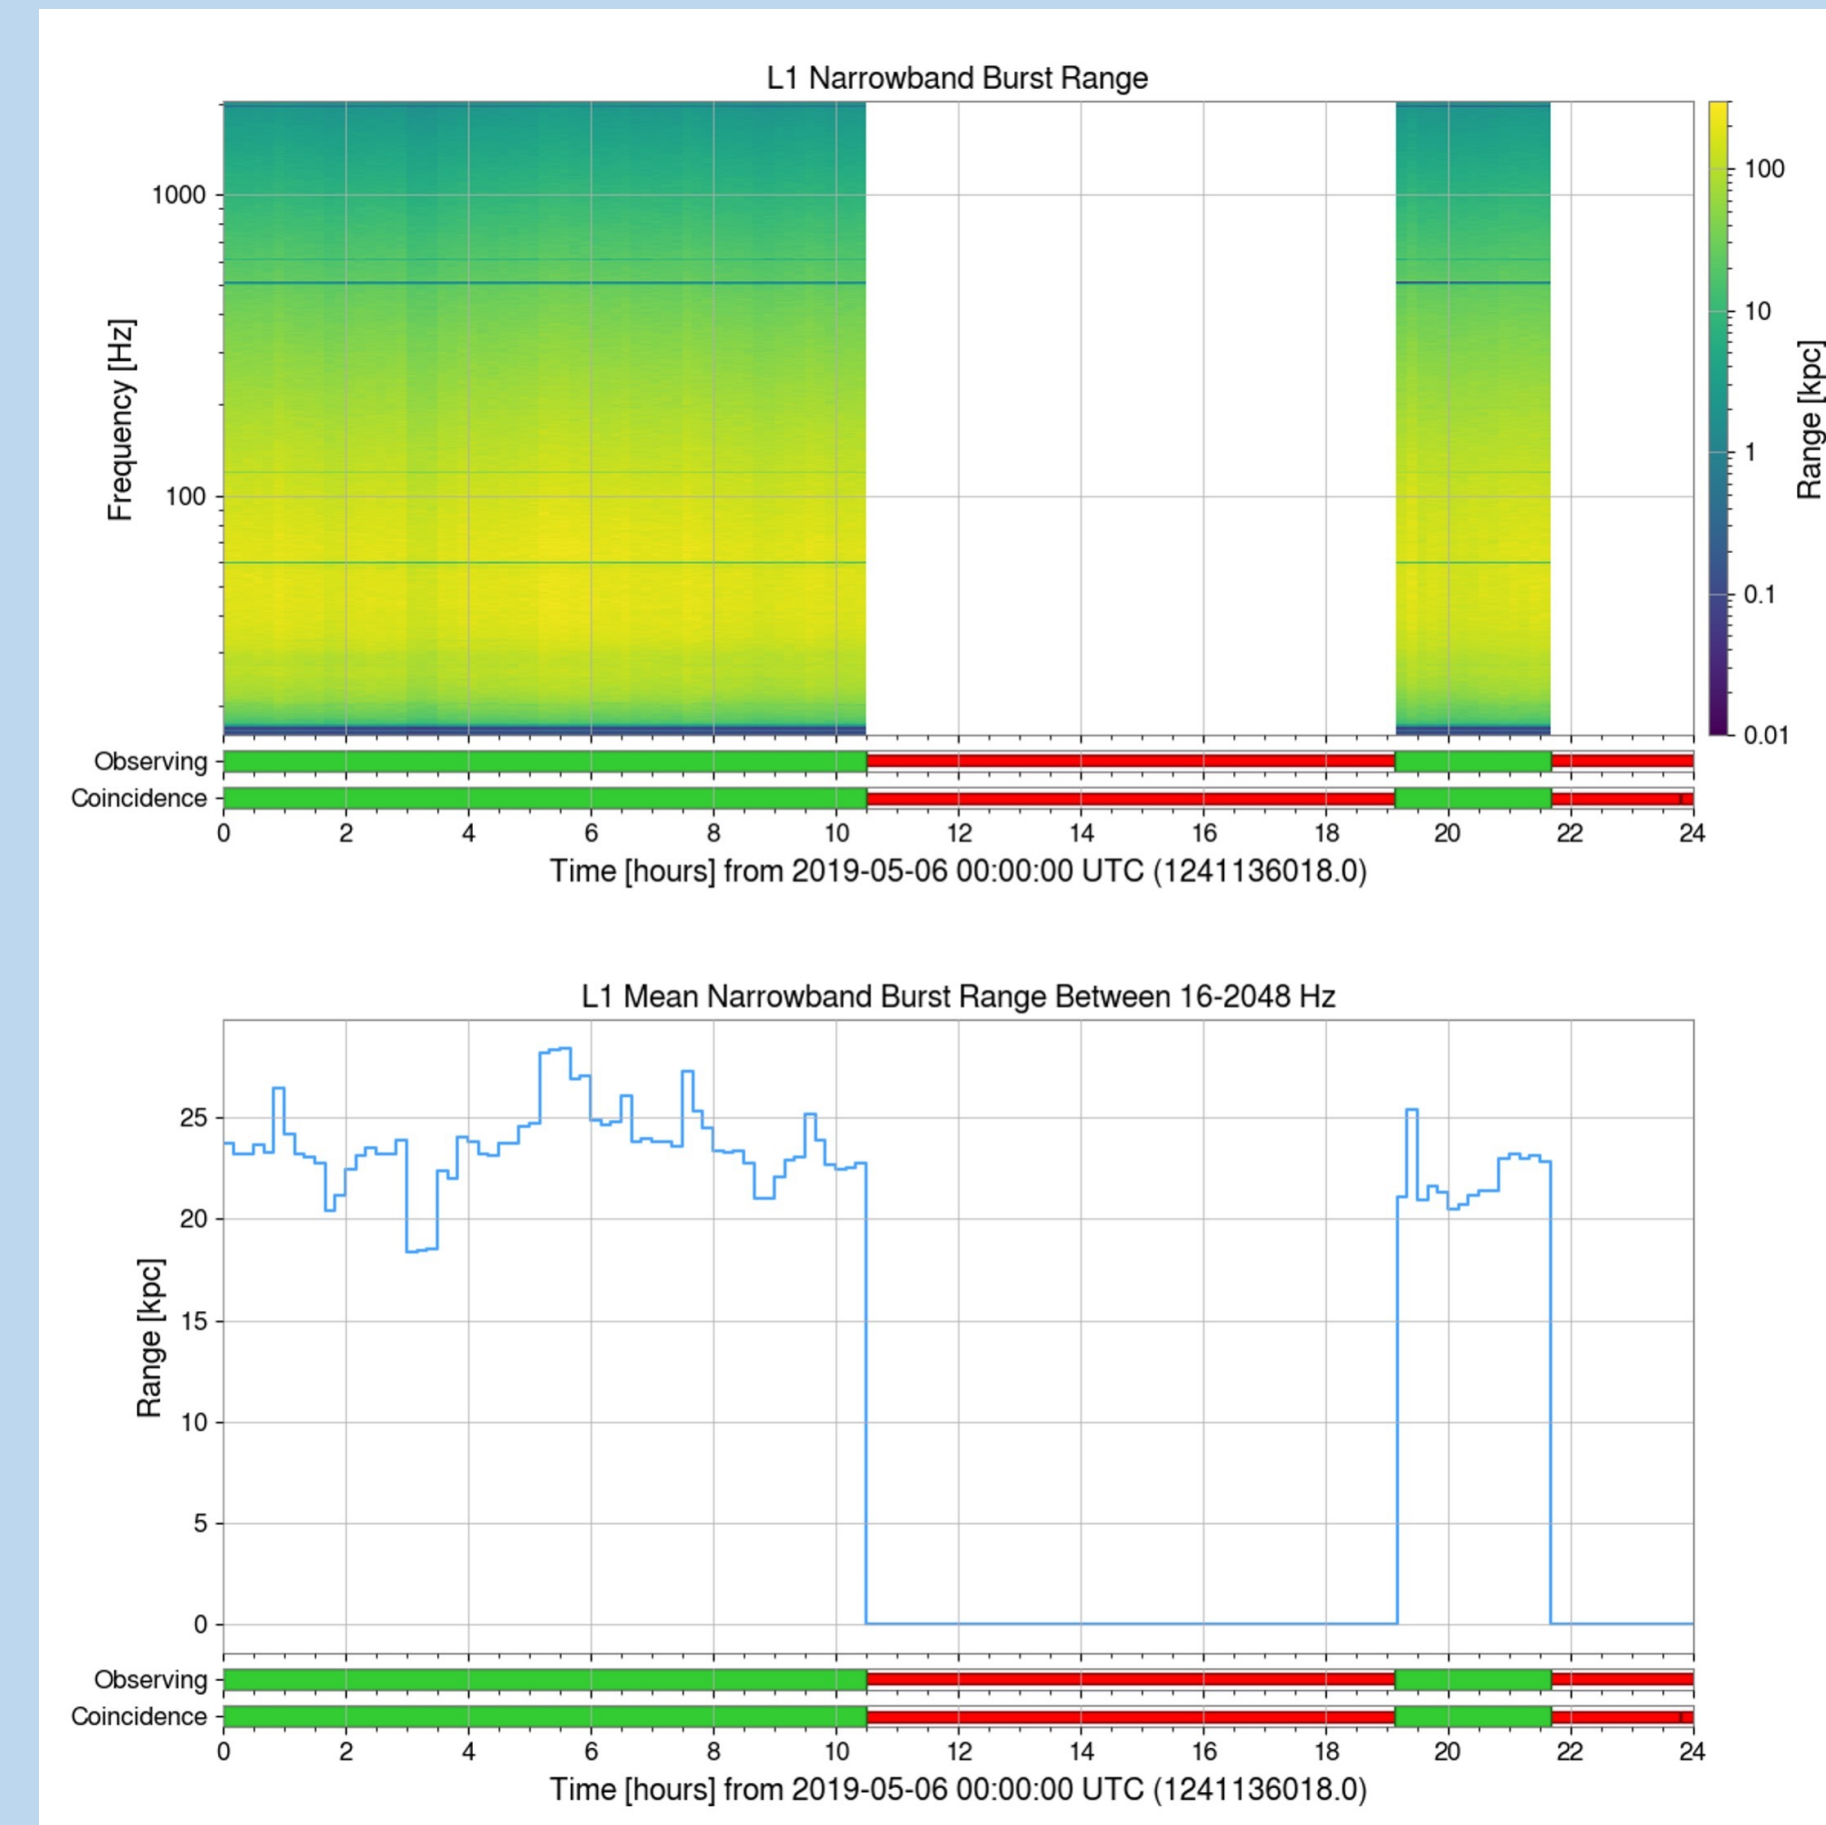 L1 Narrowband Burst Range
1000
100
Frequency [Hz]
100
10
1
0.1
0.01
Range [kpc]
Observing
Coincidence
0 2 4 6 8 10 12 14 16 18 20 22 24
Time [hours] from 2019-05-06 00:00:00 UTC (1241136018.0)
L1 Mean Narrowband Burst Range Between 16-2048 Hz
25
20
15
10
5
0
Range [kpc]
Observing
Coincidence
0 2 4 6 8 10 12 14 16 18 20 22 24
Time [hours] from 2019-05-06 00:00:00 UTC (1241136018.0)